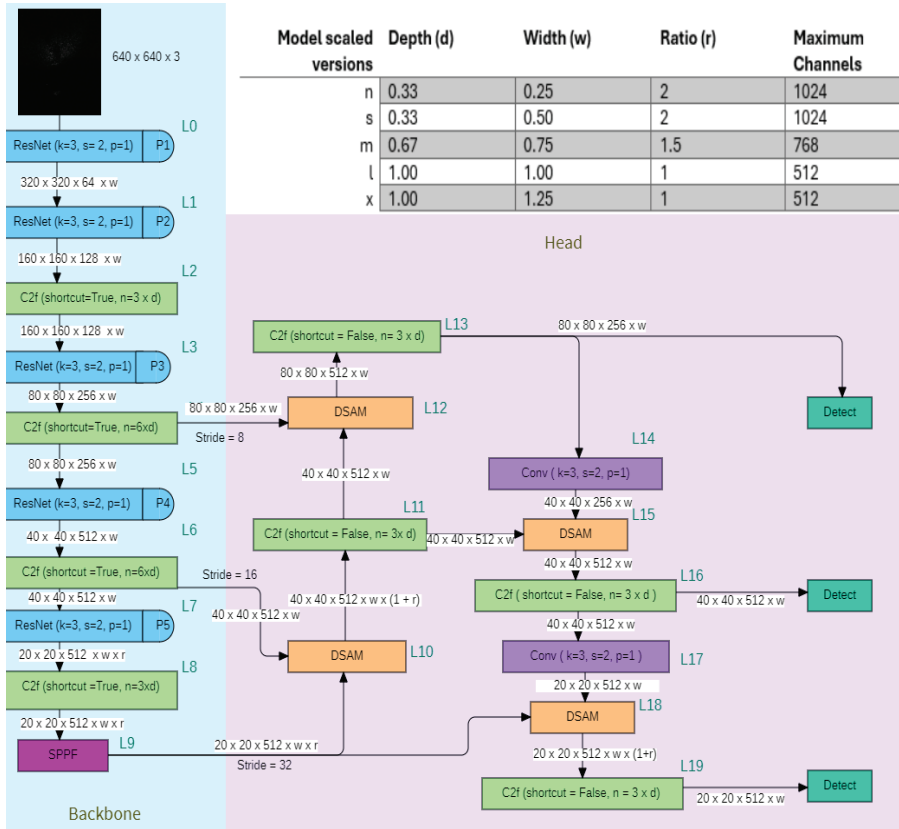 640 x 640 x 3
L0
ResNet (k=3, s= 2, p=1) P1
320 x 320 x 64 x w
L1
ResNet (k=3, s= 2, p=1) P2
160 x 160 x 128 x w
L2
C2f (shortcut=True, n=3 x d)
160 x 160 x 128 x w
L3
ResNet (k=3, s=2, p=1) P3
80 x 80 x 256 x w
C2f (shortcut=True, n=6xd)
80 x 80 x 256 x w
Stride = 8
80 x 80 x 256 x w
L5
ResNet (k=3, s=2, p=1) P4
L6
40 x 40 x 512 x w
C2f (shortcut =True, n=6xd)
Stride = 16
40 x 40 x 512 x w
40 x 40 x 512 x w
L7
ResNet (k=3, s=2, p=1) P5
20 x 20 x 512 x w x r
L8
C2f (shortcut =True, n=3xd)
20 x 20 x 512 x w x r
L9
SPPF
20 x 20 x 512 x w x r
Stride = 32
Backbone
Model scaled versions Depth (d) Width (w) Ratio (r) Maximum Channels
n 0.33 0.25 2 1024
s 0.33 0.50 2 1024
m 0.67 0.75 1.5 768
l 1.00 1.00 1 512
x 1.00 1.25 1 512
Head
L13
C2f (shortcut = False, n= 3 x d)
80 x 80 x 256 x w
80 x 80 x 512 x w
DSAM
L12
Detect
40 x 40 x 512 x w
L11
C2f (shortcut = False, n= 3x d)
40 x 40 x 512 x w
40 x 40 x 512 x w x (1 + r)
DSAM
L10
L14
Conv ( k=3, s=2, p=1)
40 x 40 x 256 x w
L15
DSAM
40 x 40 x 512 x w
L16
C2f ( shortcut = False, n= 3 x d )
40 x 40 x 512 x w
Detect
40 x 40 x 512 x w
Conv ( k=3, s=2, p=1 )
L17
20 x 20 x 512 x w
DSAM
L18
20 x 20 x 512 x w x (1+r)
L19
C2f (shortcut = False, n = 3 x d)
20 x 20 x 512 x w
Detect